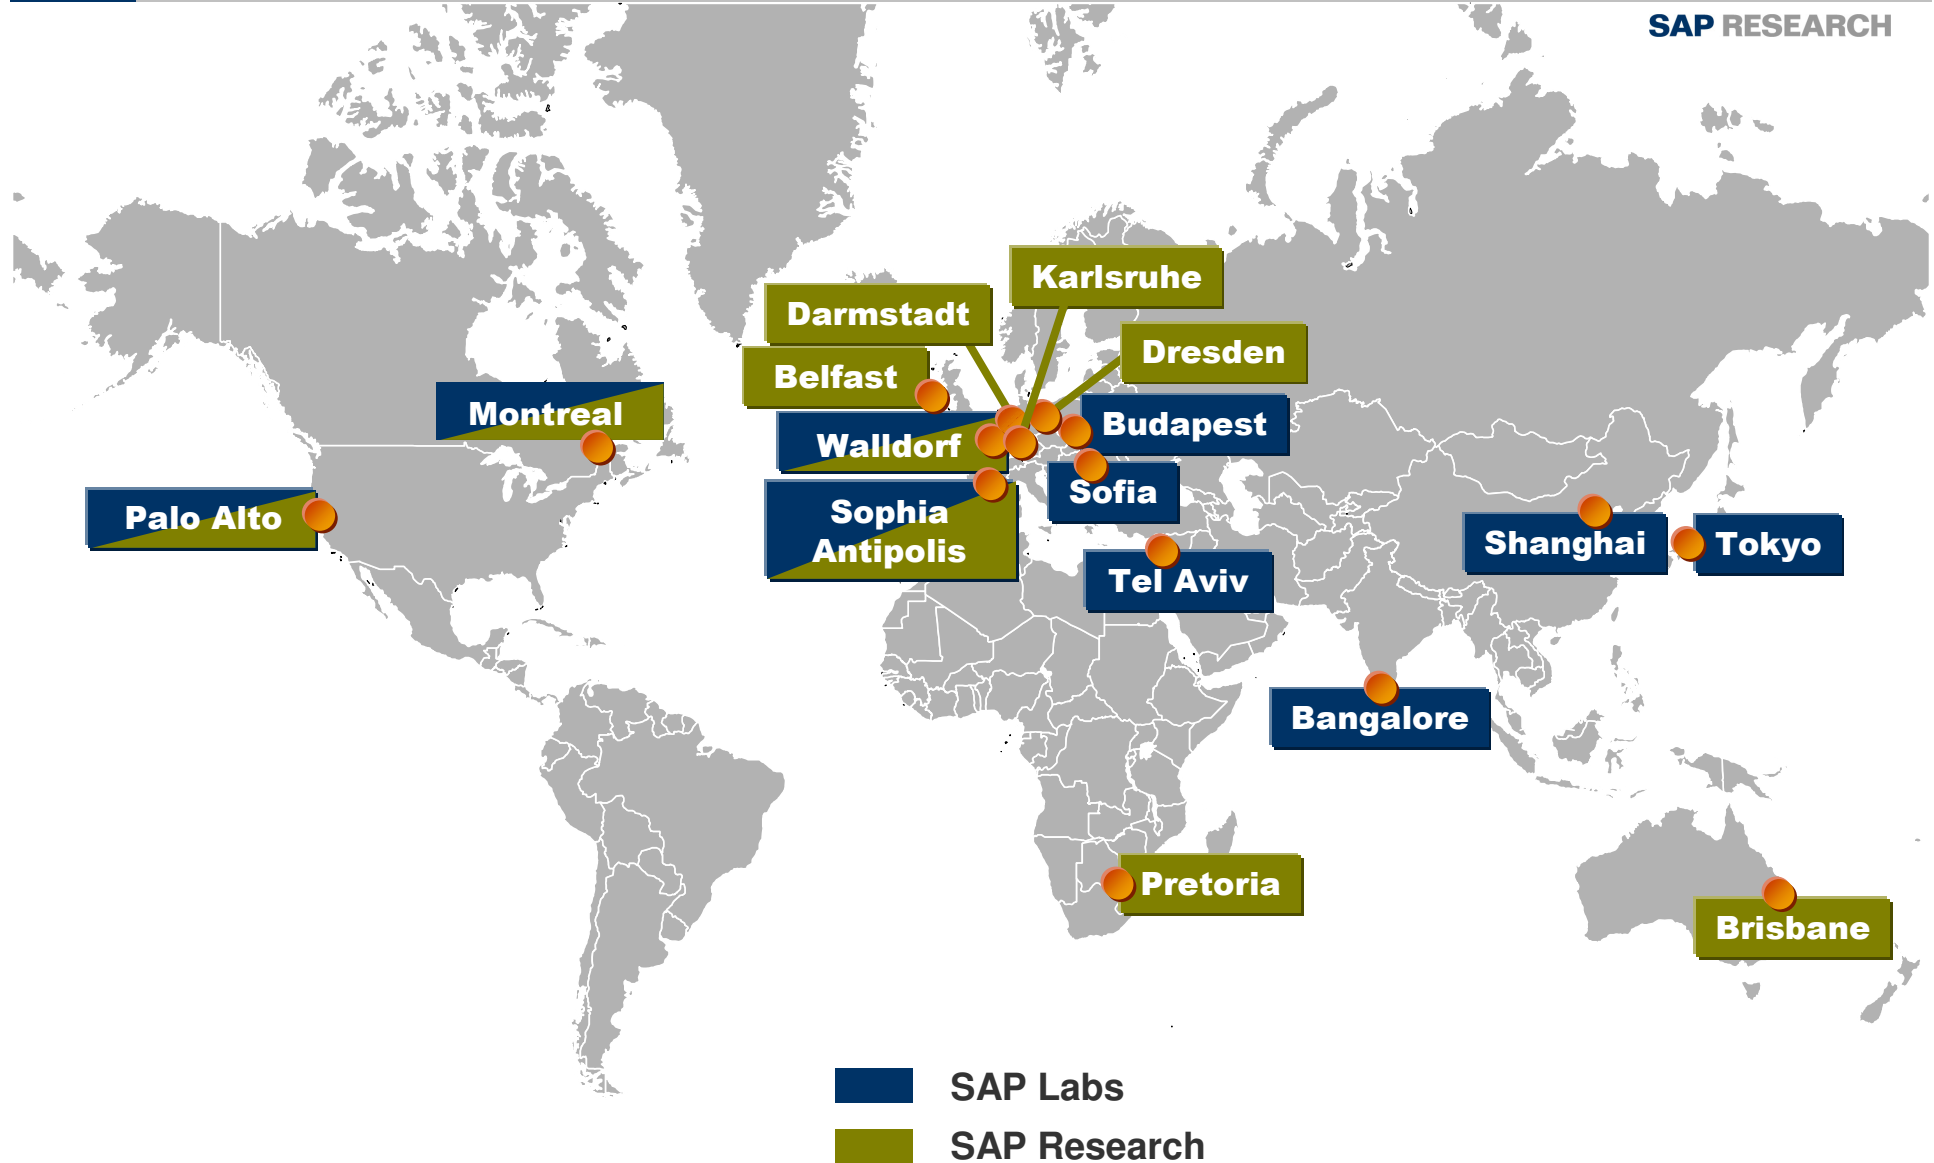 SAP RESEARCH
Karlsruhe
Darmstadt
Dresden
Belfast
Montreal
Budapest
Walldorf
Sofia
Palo Alto
Sophia
Antipolis
Shanghai
Tokyo
Tel Aviv
Bangalore
Pretoria
Brisbane
SAP Labs
SAP Research